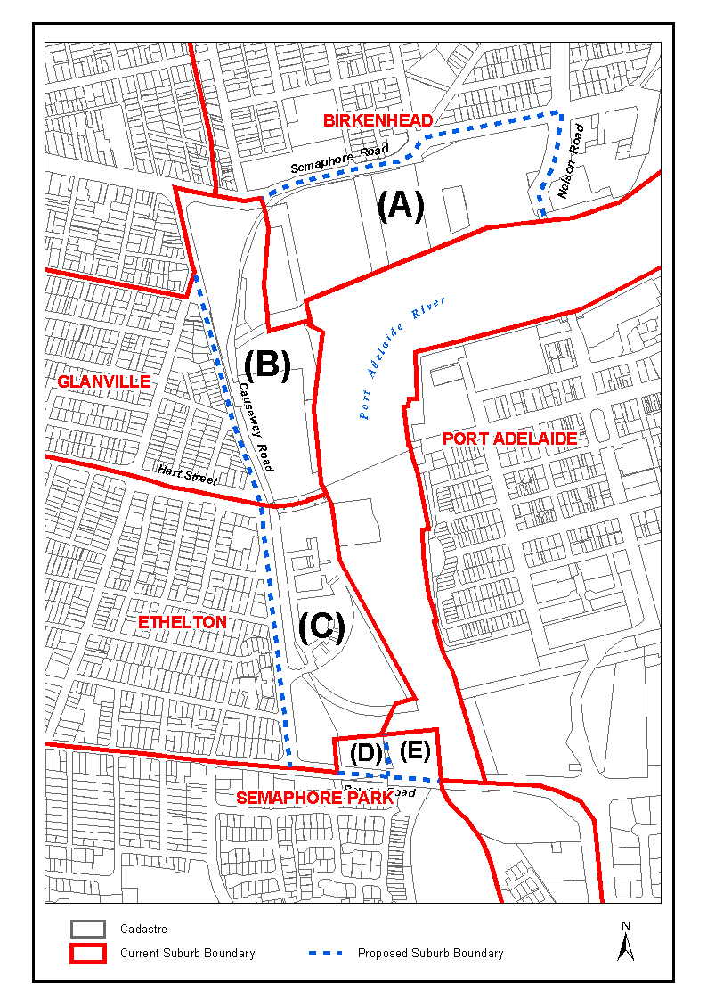 BIRKENHEAD
Semaphore Road
Nelson Road
(A)
Port Adelaide River
(B)
GLANVILLE
Causeway Road
PORT ADELAIDE
Hart Street
ETHELTON
(C)
(D)
(E)
SEMAPHORE PARK
Road
Cadastre
Current Suburb Boundary
Proposed Suburb Boundary
N